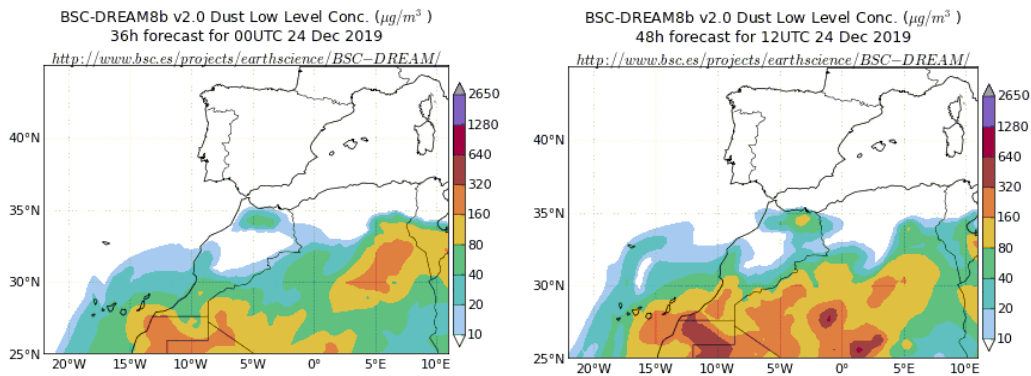 BSC-DREAM8b v2.0 Dust Low Level Conc. (μg/m³ )
36h forecast for 00UTC 24 Dec 2019
http://www.bsc.es/projects/earthscience/BSC−DREAM/
2650
1280
640
320
160
80
40
20
10
40°N
35°N
30°N
25°N
20°W
15°W
10°W
5°W
0°
5°E
10°E
BSC-DREAM8b v2.0 Dust Low Level Conc. (μg/m³ )
48h forecast for 12UTC 24 Dec 2019
http://www.bsc.es/projects/earthscience/BSC−DREAM/
2650
1280
640
320
160
80
40
20
10
40°N
35°N
30°N
25°N
20°W
15°W
10°W
5°W
0°
5°E
10°E